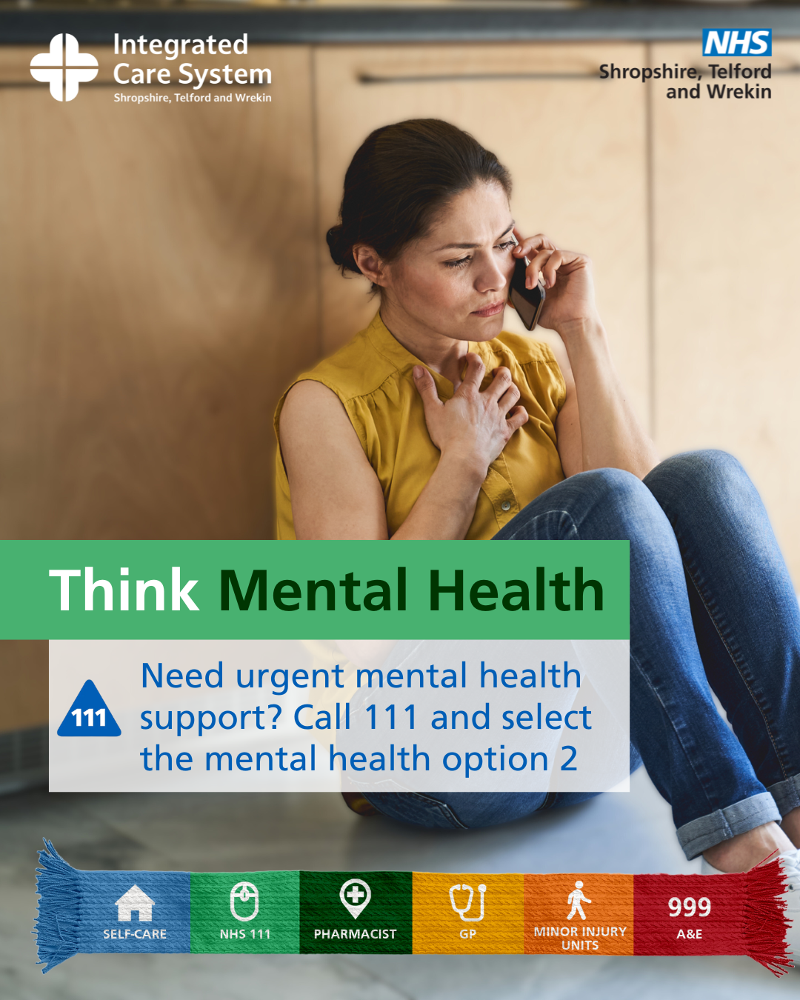 Integrated
Care System
Shropshire, Telford and Wrekin
NHS
Shropshire, Telford
and Wrekin
Think Mental Health
111
Need urgent mental health
support? Call 111 and select
the mental health option 2
SELF-CARE
NHS 111
PHARMACIST
GP
MINOR INJURY
UNITS
999
A&E